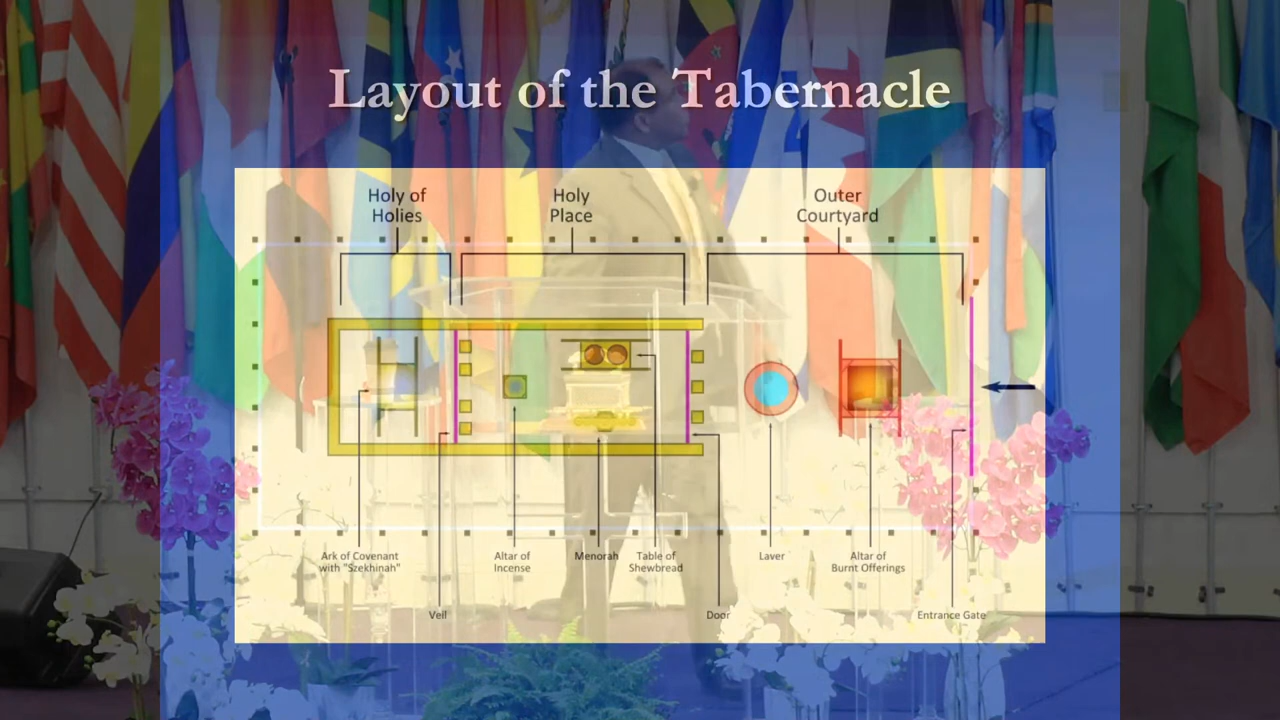 Layout of the Tabernacle
Holy of
Holies
Holy
Place
Outer
Courtyard
Ark of Covenant
with "Szekhinah"
Altar of
Incense
Menorah
Table of
Shewbread
Laver
Altar of
Burnt Offerings
Veil
Door
Entrance Gate